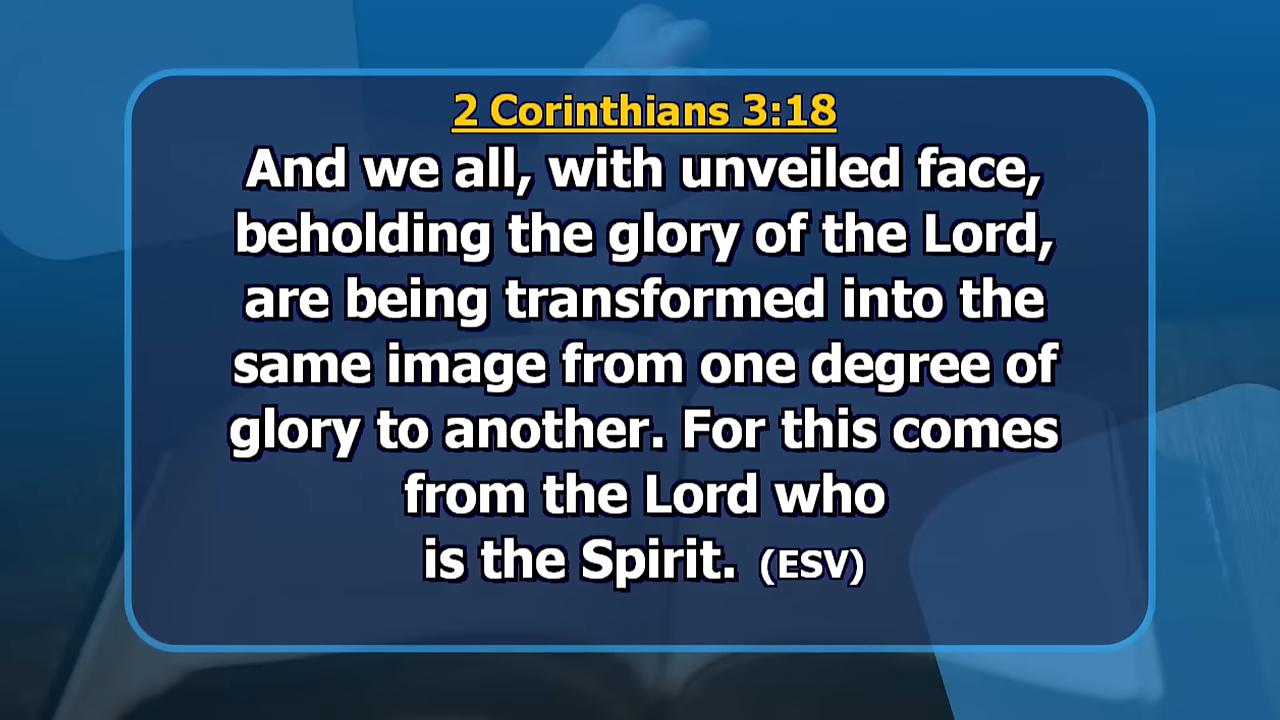 2 Corinthians 3:18
And we all, with unveiled face,
beholding the glory of the Lord,
are being transformed into the
same image from one degree of
glory to another. For this comes
from the Lord who
is the Spirit. (ESV)